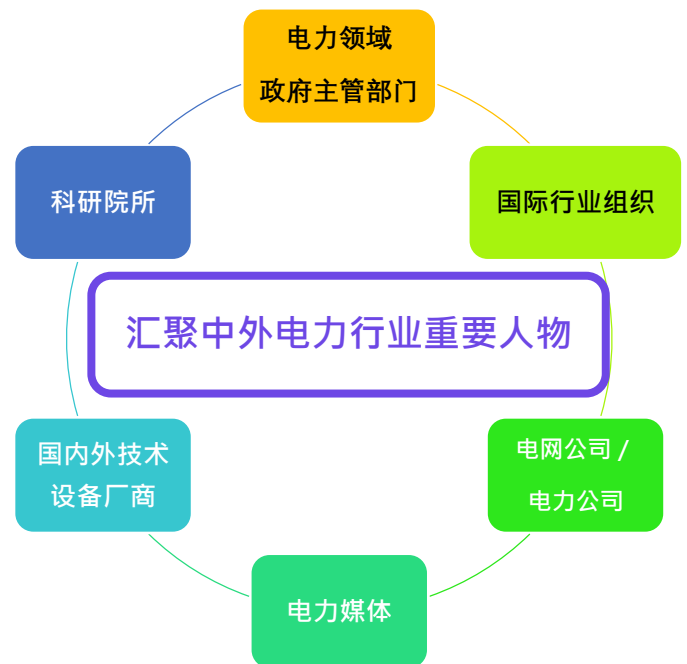 电力领域
政府主管部门
科研院所
国际行业组织
汇聚中外电力行业重要人物
国内外技术
设备厂商
电网公司 /
电力公司
电力媒体